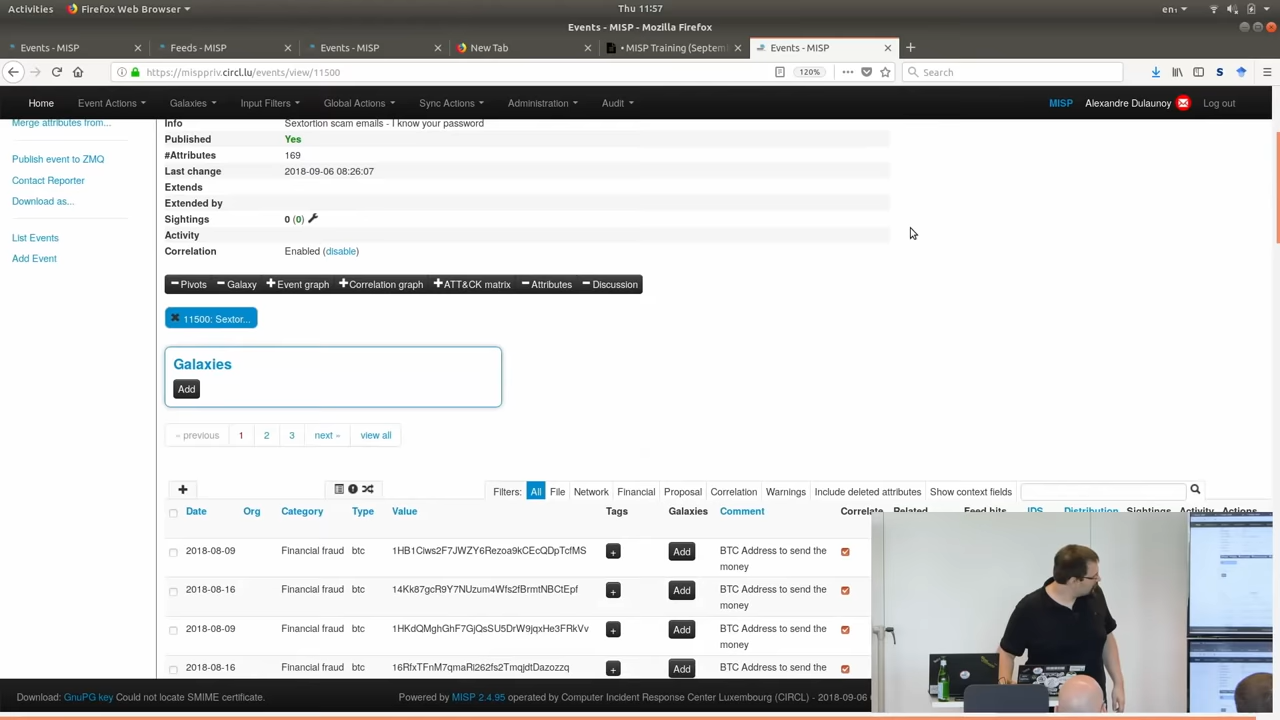 Activities Firefox Web Browser Thu 11:57 en1
Events - MISP - Mozilla Firefox
Events - MISP Feeds - MISP Events - MISP New Tab • MISP Training (Septem Events - MISP
https://misppriv.circl.lu/events/view/11500 120% Search
Home Event Actions Galaxies Input Filters Global Actions Sync Actions Administration Audit MISP Alexandre Dulaunoy Log out
Merge attributes from... Info Sextortion scam emails - I know your password
Published Yes
Publish event to ZMQ #Attributes 169
Contact Reporter Last change 2018-09-06 08:26:07
Download as... Extends
Extended by
Sightings 0 (0)
List Events Activity
Add Event Correlation Enabled (disable)
Pivots Galaxy Event graph Correlation graph ATT&CK matrix Attributes Discussion
11500: Sextor...
Galaxies
Add
« previous 1 2 3 next » view all
Filters: All File Network Financial Proposal Correlation Warnings Include deleted attributes Show context fields
Date Org Category Type Value Tags Galaxies Comment Correlate Related Feed hits IDS Distribution Sightings Activity Actions
2018-08-09 Financial fraud btc 1HB1Ciws2F7JWZY6Rezoa9kCEcQDpTcfMS + Add BTC Address to send the
money
2018-08-16 Financial fraud btc 14Kk87gcR9Y7NUzum4Wfs2fBrmtNBCtEpf + Add BTC Address to send the
money
2018-08-09 Financial fraud btc 1HKdQMghGhF7GjQsSU5DrW9jqxHe3FRkVv + Add BTC Address to send the
money
2018-08-16 Financial fraud btc 16RfxTFnM7qmaRi262fs2TmqjdtDazozzq + Add BTC Address to send the
Download: GnuPG key Could not locate SMIME certificate. Powered by MISP 2.4.95 operated by Computer Incident Response Center Luxembourg (CIRCL) - 2018-09-06